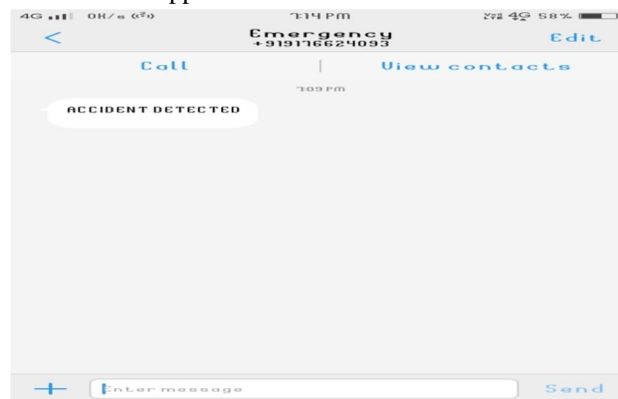 4G 0K/s 7:14 PM 4G 58%
< Emergency Edit
+919176624093
Call | View contacts
7:09 PM
ACCIDENT DETECTED
+ Enter message Send